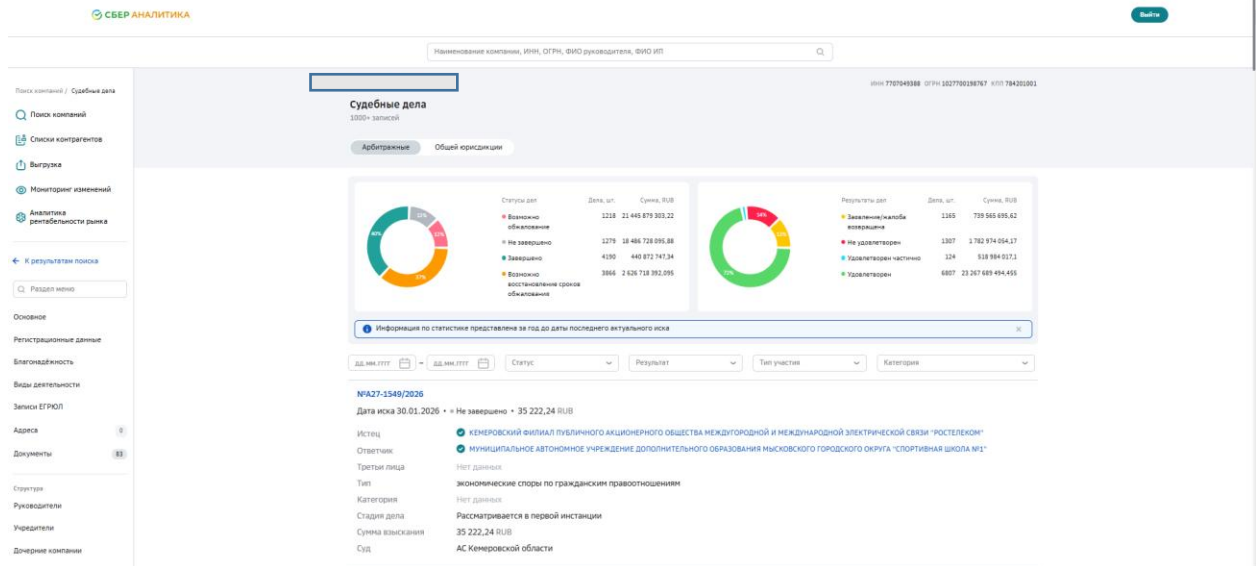 СБЕР АНАЛИТИКА
Выйти
Наименование компании, ИНН, ОГРН, ФИО руководителя, ФИО ИП
Поиск компаний / Судебные дела
Поиск компаний
Списки контрагентов
Выгрузка
Мониторинг изменений
Аналитика
рентабельности рынка
К результатам поиска
Раздел меню
Основное
Регистрационные данные
Благонадёжность
Виды деятельности
Записи ЕГРЮЛ
Адреса 0
Документы 83
Структура
Руководители
Учредители
Дочерние компании
ИНН 7707049388 ОГРН 1027700198767 КПП 784201001
Судебные дела
1000+ записей
Арбитражные Общей юрисдикции
Статусы дел Дела, шт. Сумма, RUB
Возможно 1218 21 445 879 303,22
обжалование
Не завершено 1279 18 486 728 095,88
Завершено 4190 440 872 747,34
Возможно 3866 2 626 718 392,095
восстановление сроков
обжалования
40%
37%
Результаты дел Дела, шт. Сумма, RUB
Заявление/жалоба 1165 739 565 695,62
возвращена
Не удовлетворен 1307 1 782 974 054,17
Удовлетворен частично 124 518 984 017,1
Удовлетворен 6807 23 267 689 494,455
14%
Информация по статистике представлена за год до даты последнего актуального иска
дд.мм.гггг – дд.мм.гггг Статус Результат Тип участия Категория
№А27-1549/2026
Дата иска 30.01.2026 • Не завершено • 35 222,24 RUB
Истец КЕМЕРОВСКИЙ ФИЛИАЛ ПУБЛИЧНОГО АКЦИОНЕРНОГО ОБЩЕСТВА МЕЖДУГОРОДНОЙ И МЕЖДУНАРОДНОЙ ЭЛЕКТРИЧЕСКОЙ СВЯЗИ "РОСТЕЛЕКОМ"
Ответчик МУНИЦИПАЛЬНОЕ АВТОНОМНОЕ УЧРЕЖДЕНИЕ ДОПОЛНИТЕЛЬНОГО ОБРАЗОВАНИЯ МЫСКОВСКОГО ГОРОДСКОГО ОКРУГА "СПОРТИВНАЯ ШКОЛА №1"
Третьи лица Нет данных
Тип экономические споры по гражданским правоотношениям
Категория Нет данных
Стадия дела Рассматривается в первой инстанции
Сумма взыскания 35 222,24 RUB
Суд АС Кемеровской области